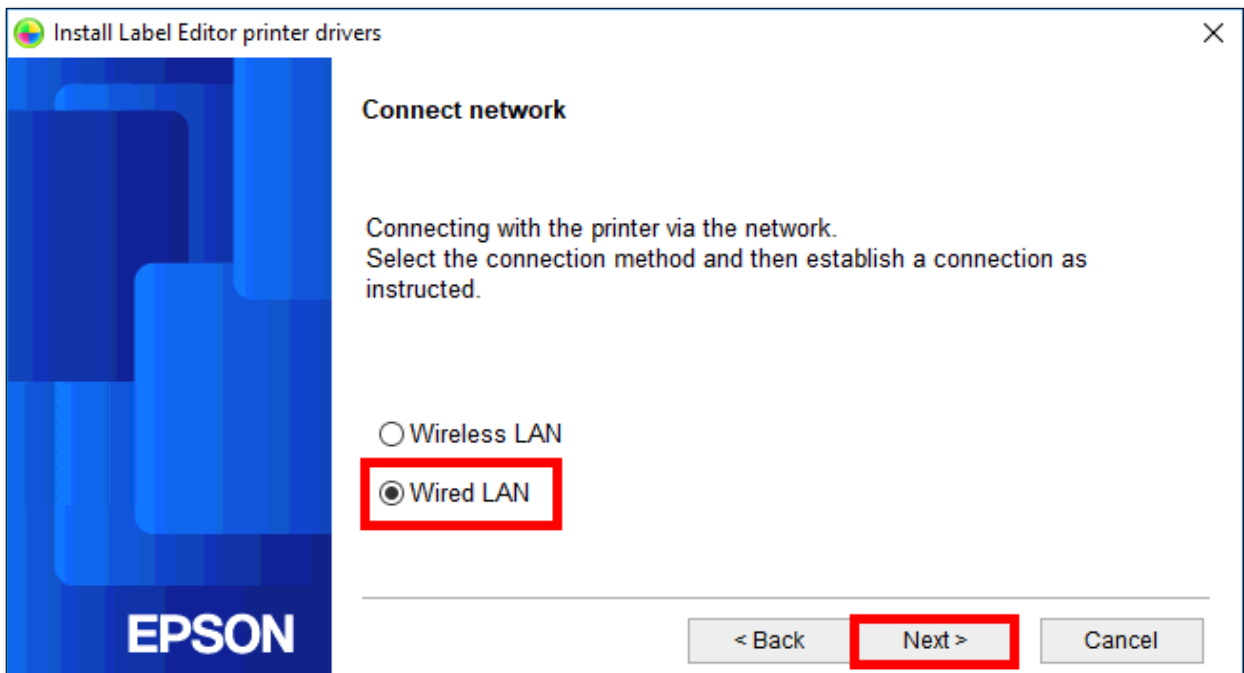 Install Label Editor printer drivers
Connect network
Connecting with the printer via the network.
Select the connection method and then establish a connection as
instructed.
Wireless LAN
Wired LAN
EPSON
< Back
Next >
Cancel